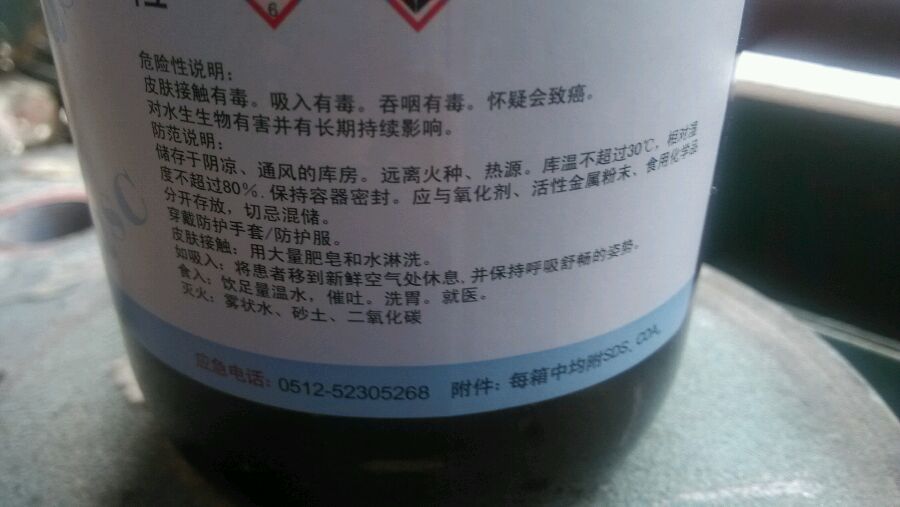 性
6
危险性说明：
皮肤接触有毒。吸入有毒。吞咽有毒。怀疑会致癌。
对水生生物有害并有长期持续影响。
防范说明：
储存于阴凉、通风的库房。远离火种、热源。库温不超过30℃，相对湿
度不超过80%.保持容器密封。应与氧化剂、活性金属粉末、食用化学品
分开存放，切忌混储。
穿戴防护手套/防护服。
皮肤接触：用大量肥皂和水淋洗。
如吸入：将患者移到新鲜空气处休息,并保持呼吸舒畅的姿势。
食入：饮足量温水，催吐。洗胃。就医。
灭火：雾状水、砂土、二氧化碳
应急电话：0512-52305268 附件：每箱中均附SDS、COA。